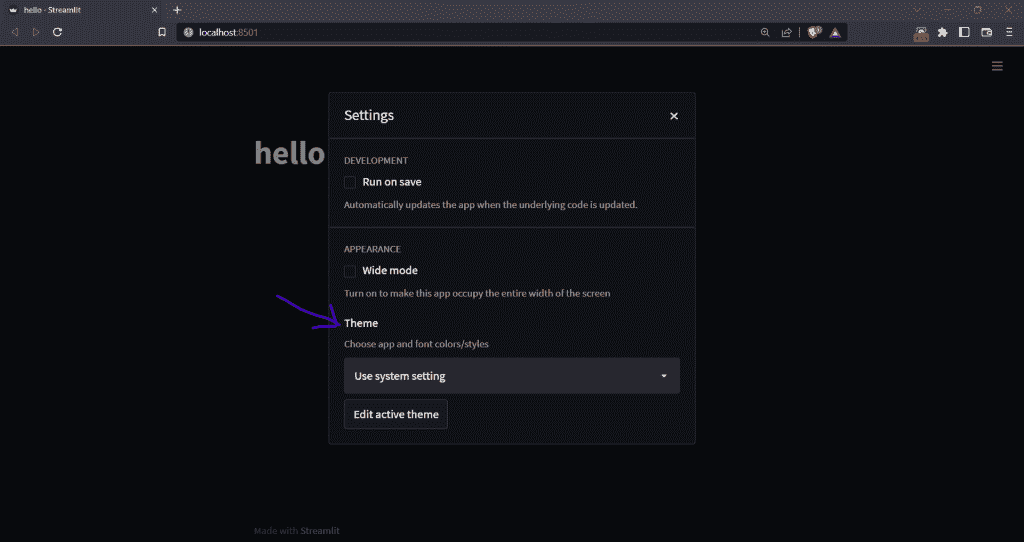 hello · Streamlit
localhost:8501
Settings
hello
DEVELOPMENT
Run on save
Automatically updates the app when the underlying code is updated.
APPEARANCE
Wide mode
Turn on to make this app occupy the entire width of the screen
Theme
Choose app and font colors/styles
Use system setting
Edit active theme
Made with Streamlit